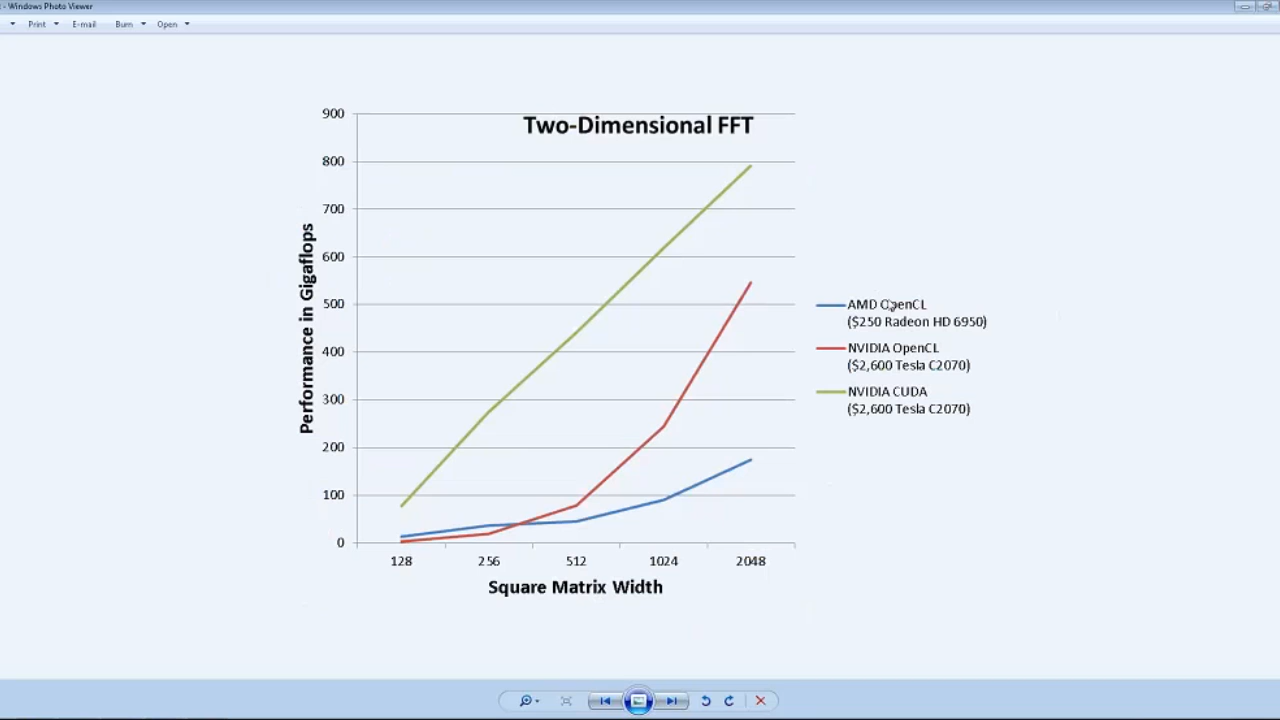 - Windows Photo Viewer
Print E-mail Burn Open
Two-Dimensional FFT
900
800
700
600
500
400
300
200
100
0
Performance in Gigaflops
128 256 512 1024 2048
Square Matrix Width
AMD OpenCL
($250 Radeon HD 6950)
NVIDIA OpenCL
($2,600 Tesla C2070)
NVIDIA CUDA
($2,600 Tesla C2070)